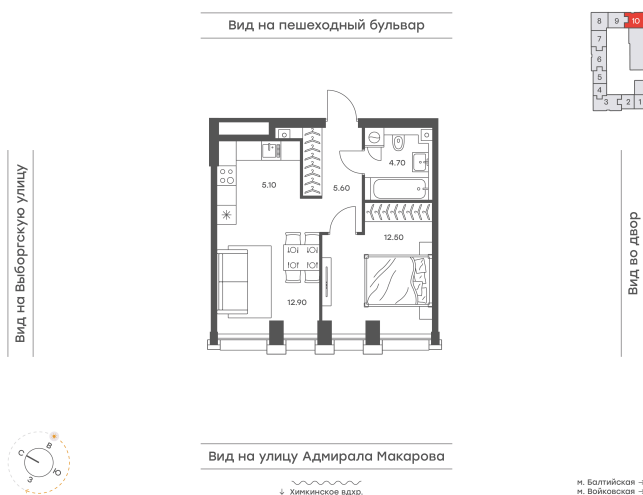 Вид на пешеходный бульвар
8 9 10
7
6
5
4
3 2 1
Вид на Выборгскую улицу
Вид во двор
5.10
5.60
4.70
12.50
12.90
С В Ю З
Вид на улицу Адмирала Макарова
↓ Химкинское вдхр.
м. Балтийская
м. Войковская